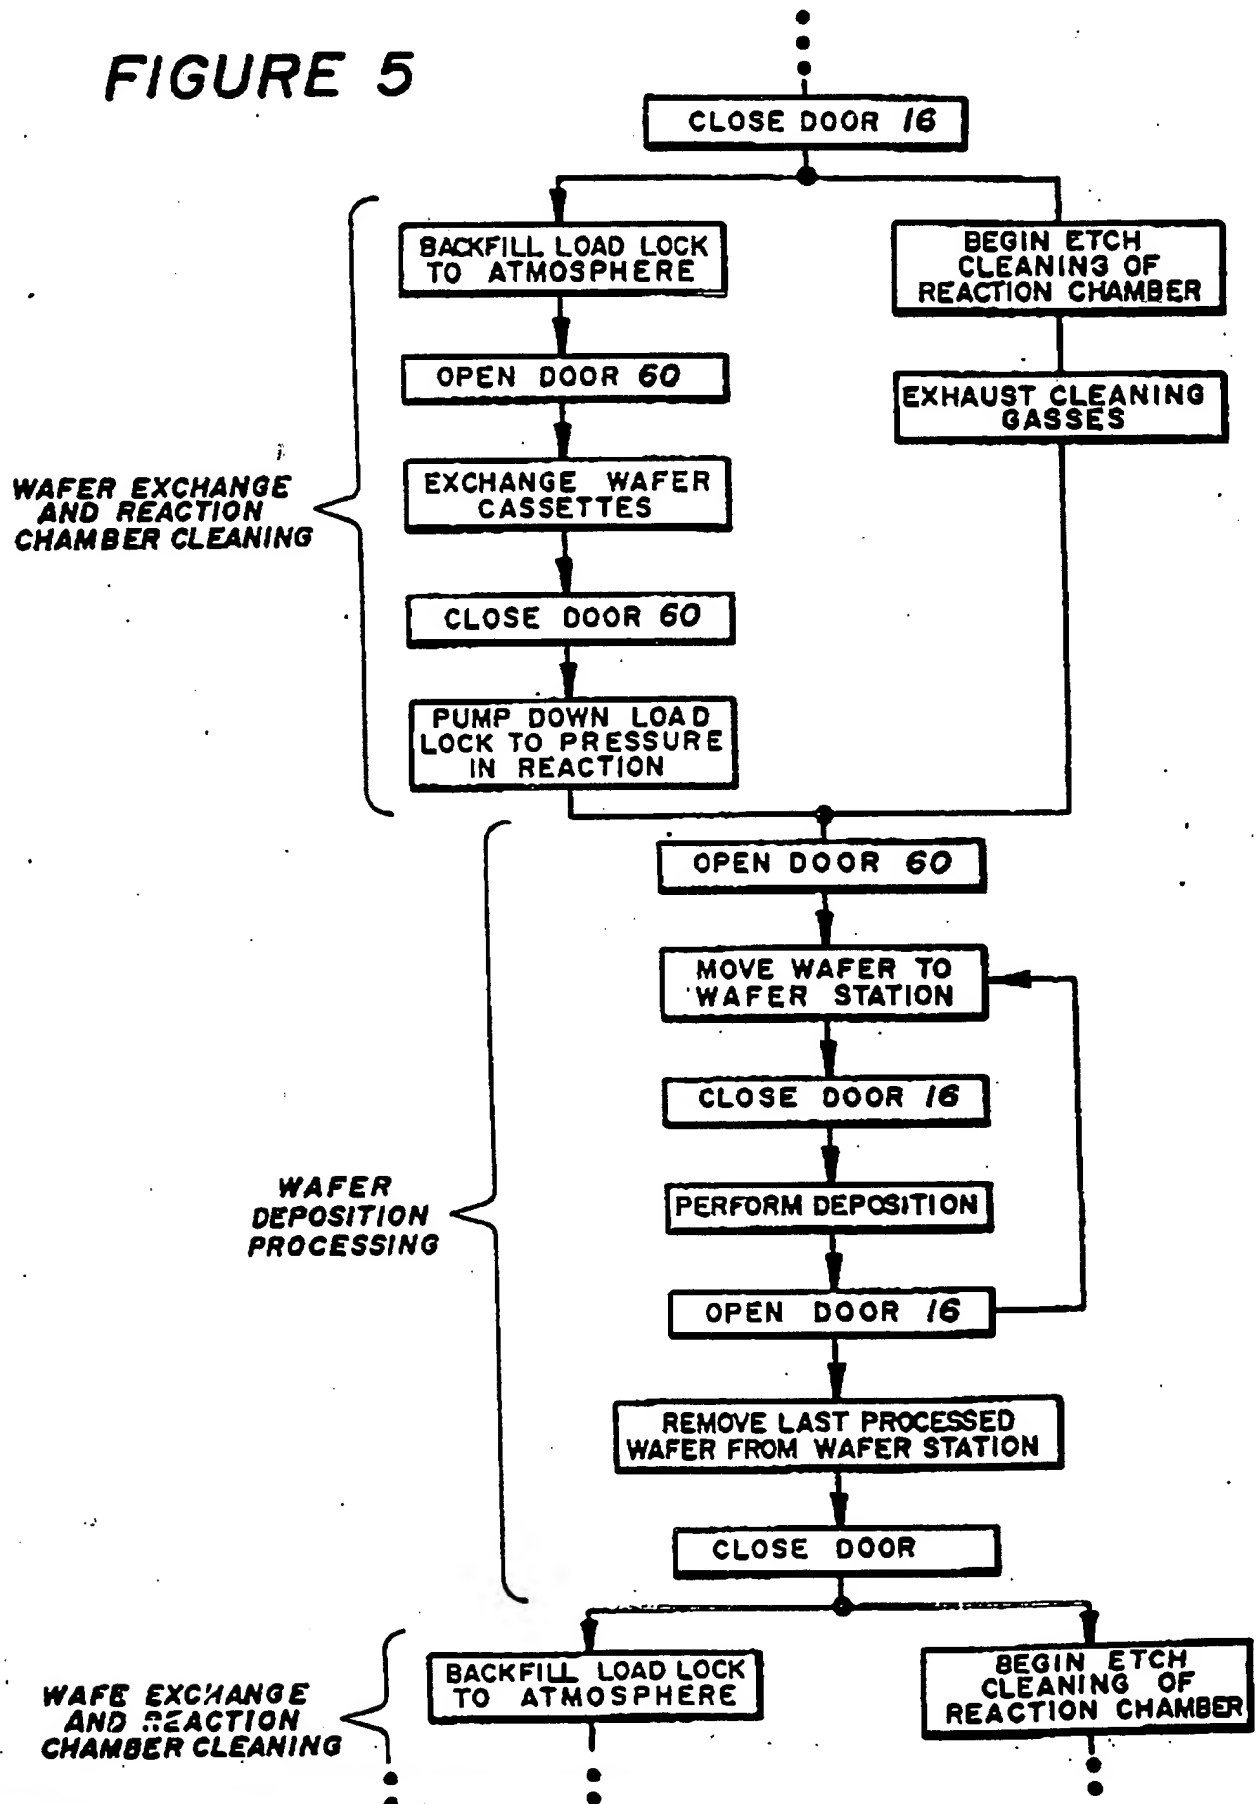 FIGURE 5
CLOSE DOOR 16
BACKFILL LOAD LOCK
TO ATMOSPHERE
BEGIN ETCH
CLEANING OF
REACTION CHAMBER
OPEN DOOR 60
EXHAUST CLEANING
GASSES
EXCHANGE WAFER
CASSETTES
WAFER EXCHANGE
AND REACTION
CHAMBER CLEANING
CLOSE DOOR 60
PUMP DOWN LOAD
LOCK TO PRESSURE
IN REACTION
OPEN DOOR 60
MOVE WAFER TO
WAFER STATION
CLOSE DOOR 16
WAFER
DEPOSITION
PROCESSING
PERFORM DEPOSITION
OPEN DOOR 16
REMOVE LAST PROCESSED
WAFER FROM WAFER STATION
CLOSE DOOR
BACKFILL LOAD LOCK
TO ATMOSPHERE
BEGIN ETCH
CLEANING OF
REACTION CHAMBER
WAFE EXCHANGE
AND REACTION
CHAMBER CLEANING